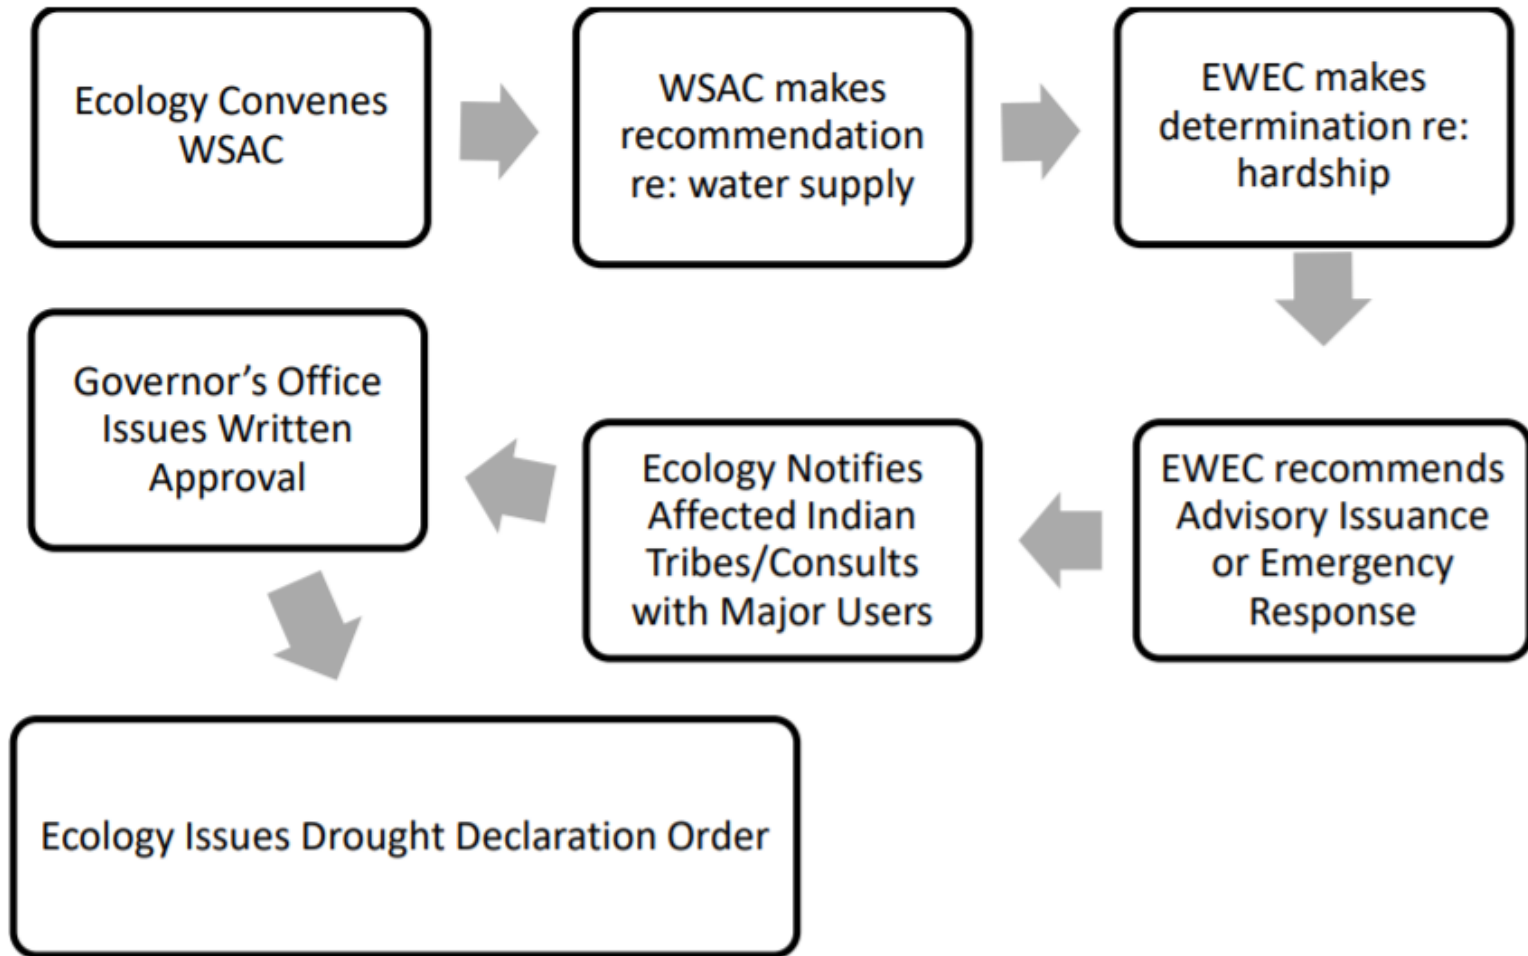 Ecology Convenes
WSAC
WSAC makes
recommendation
re: water supply
EWEC makes
determination re:
hardship
EWEC recommends
Advisory Issuance
or Emergency
Response
Ecology Notifies
Affected Indian
Tribes/Consults
with Major Users
Governor’s Office
Issues Written
Approval
Ecology Issues Drought Declaration Order